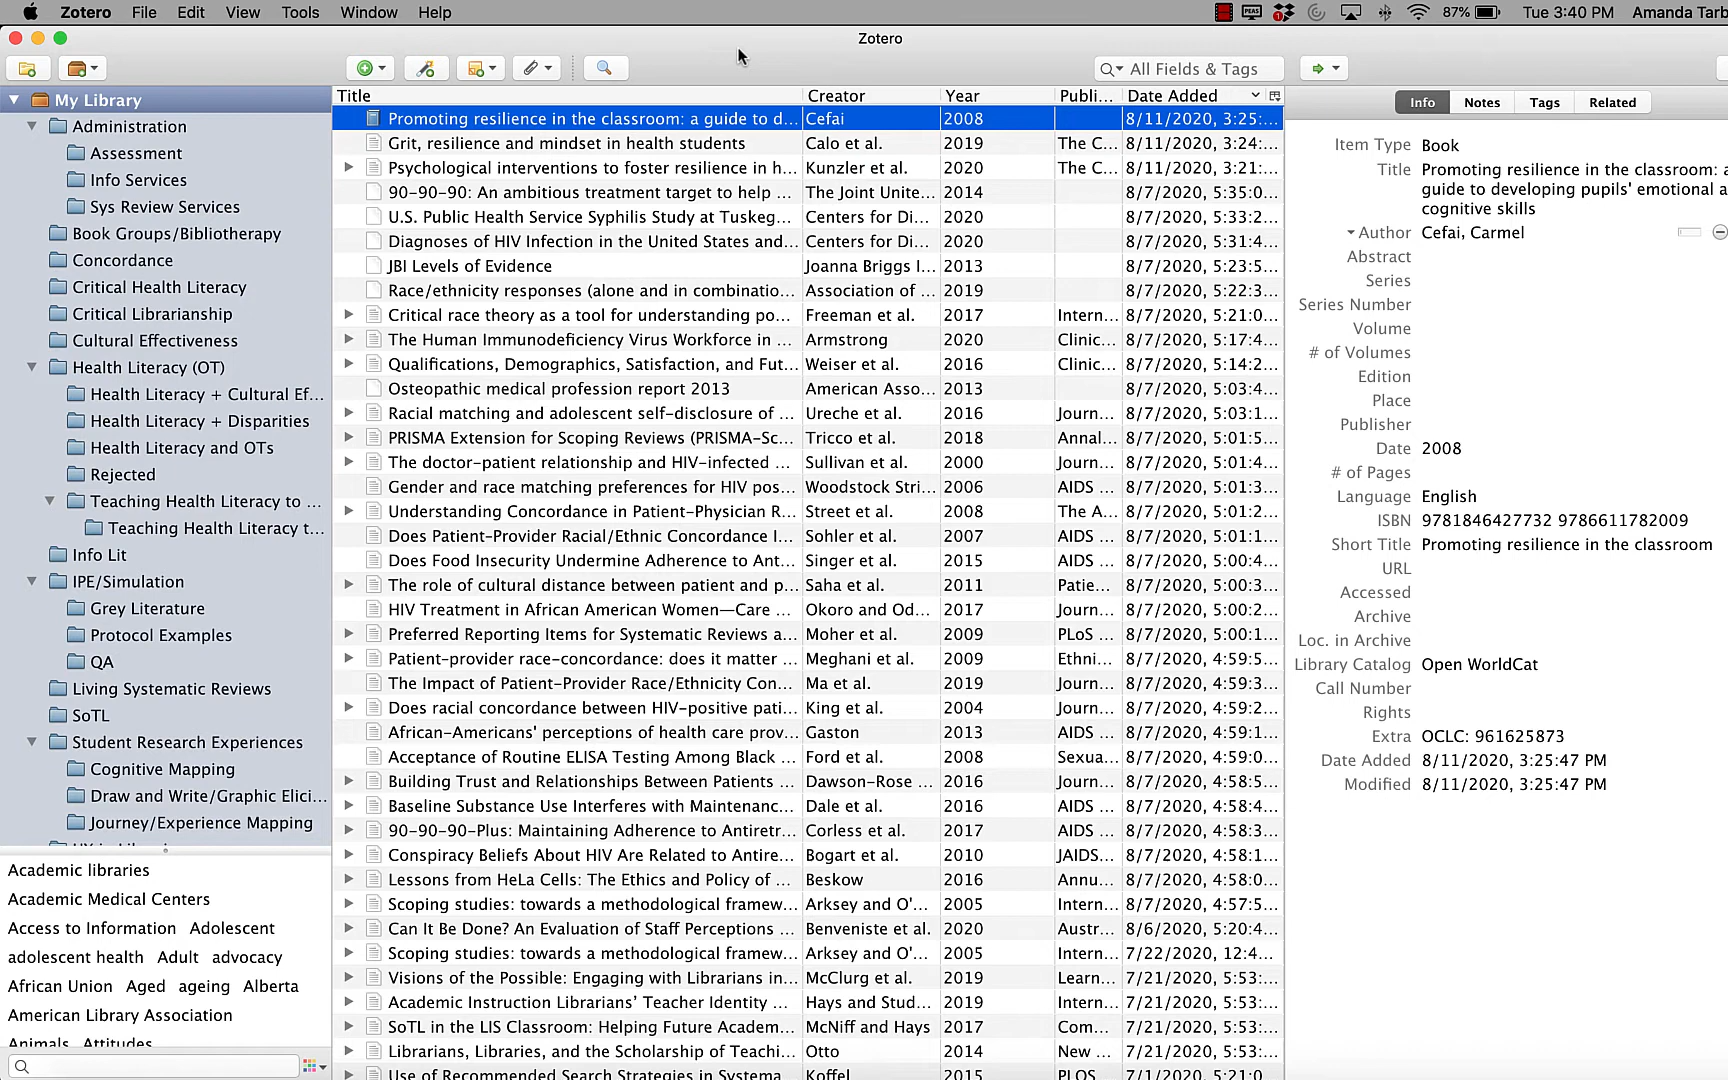 Zotero File Edit View Tools Window Help 87% Tue 3:40 PM Amanda Tarb
Zotero
All Fields & Tags
My Library
Administration
Assessment
Info Services
Sys Review Services
Book Groups/Bibliotherapy
Concordance
Critical Health Literacy
Critical Librarianship
Cultural Effectiveness
Health Literacy (OT)
Health Literacy + Cultural Ef...
Health Literacy + Disparities
Health Literacy and OTs
Rejected
Teaching Health Literacy to ...
Teaching Health Literacy t...
Info Lit
IPE/Simulation
Grey Literature
Protocol Examples
QA
Living Systematic Reviews
SoTL
Student Research Experiences
Cognitive Mapping
Draw and Write/Graphic Elici...
Journey/Experience Mapping
Academic libraries
Academic Medical Centers
Access to Information Adolescent
adolescent health Adult advocacy
African Union Aged ageing Alberta
American Library Association
Animals Attitudes
Title Creator Year Publi... Date Added
Promoting resilience in the classroom: a guide to d... Cefai 2008 8/11/2020, 3:25:...
Grit, resilience and mindset in health students Calo et al. 2019 The C... 8/11/2020, 3:24:...
Psychological interventions to foster resilience in h... Kunzler et al. 2020 The C... 8/11/2020, 3:21:...
90-90-90: An ambitious treatment target to help ... The Joint Unite... 2014 8/7/2020, 5:35:0...
U.S. Public Health Service Syphilis Study at Tuskeg... Centers for Di... 2020 8/7/2020, 5:33:2...
Diagnoses of HIV Infection in the United States and... Centers for Di... 2020 8/7/2020, 5:31:4...
JBI Levels of Evidence Joanna Briggs I... 2013 8/7/2020, 5:23:5...
Race/ethnicity responses (alone and in combinatio... Association of ... 2019 8/7/2020, 5:22:3...
Critical race theory as a tool for understanding po... Freeman et al. 2017 Intern... 8/7/2020, 5:21:0...
The Human Immunodeficiency Virus Workforce in ... Armstrong 2020 Clinic... 8/7/2020, 5:17:4...
Qualifications, Demographics, Satisfaction, and Fut... Weiser et al. 2016 Clinic... 8/7/2020, 5:14:2...
Osteopathic medical profession report 2013 American Asso... 2013 8/7/2020, 5:03:4...
Racial matching and adolescent self-disclosure of ... Ureche et al. 2016 Journ... 8/7/2020, 5:03:1...
PRISMA Extension for Scoping Reviews (PRISMA-Sc... Tricco et al. 2018 Annal... 8/7/2020, 5:01:5...
The doctor-patient relationship and HIV-infected ... Sullivan et al. 2000 Journ... 8/7/2020, 5:01:4...
Gender and race matching preferences for HIV pos... Woodstock Stri... 2006 AIDS ... 8/7/2020, 5:01:3...
Understanding Concordance in Patient-Physician R... Street et al. 2008 The A... 8/7/2020, 5:01:2...
Does Patient-Provider Racial/Ethnic Concordance I... Sohler et al. 2007 AIDS ... 8/7/2020, 5:01:1...
Does Food Insecurity Undermine Adherence to Ant... Singer et al. 2015 AIDS ... 8/7/2020, 5:00:4...
The role of cultural distance between patient and p... Saha et al. 2011 Patie... 8/7/2020, 5:00:3...
HIV Treatment in African American Women—Care ... Okoro and Od... 2017 Journ... 8/7/2020, 5:00:2...
Preferred Reporting Items for Systematic Reviews a... Moher et al. 2009 PLoS ... 8/7/2020, 5:00:1...
Patient-provider race-concordance: does it matter ... Meghani et al. 2009 Ethni... 8/7/2020, 4:59:5...
The Impact of Patient-Provider Race/Ethnicity Con... Ma et al. 2019 Journ... 8/7/2020, 4:59:3...
Does racial concordance between HIV-positive pati... King et al. 2004 Journ... 8/7/2020, 4:59:2...
African-Americans' perceptions of health care prov... Gaston 2013 AIDS ... 8/7/2020, 4:59:1...
Acceptance of Routine ELISA Testing Among Black ... Ford et al. 2008 Sexua... 8/7/2020, 4:59:0...
Building Trust and Relationships Between Patients ... Dawson-Rose ... 2016 Journ... 8/7/2020, 4:58:5...
Baseline Substance Use Interferes with Maintenanc... Dale et al. 2016 AIDS ... 8/7/2020, 4:58:4...
90-90-90-Plus: Maintaining Adherence to Antiretr... Corless et al. 2017 AIDS ... 8/7/2020, 4:58:3...
Conspiracy Beliefs About HIV Are Related to Antire... Bogart et al. 2010 JAIDS... 8/7/2020, 4:58:1...
Lessons from HeLa Cells: The Ethics and Policy of ... Beskow 2016 Annu... 8/7/2020, 4:58:0...
Scoping studies: towards a methodological framew... Arksey and O'... 2005 Intern... 8/7/2020, 4:57:5...
Can It Be Done? An Evaluation of Staff Perceptions ... Benveniste et al. 2020 Austr... 8/6/2020, 5:20:4...
Scoping studies: towards a methodological framew... Arksey and O'... 2005 Intern... 7/22/2020, 12:4...
Visions of the Possible: Engaging with Librarians in... McClurg et al. 2019 Learn... 7/21/2020, 5:53:...
Academic Instruction Librarians’ Teacher Identity ... Hays and Stud... 2019 Intern... 7/21/2020, 5:53:...
SoTL in the LIS Classroom: Helping Future Academ... McNiff and Hays 2017 Com... 7/21/2020, 5:53:...
Librarians, Libraries, and the Scholarship of Teachi... Otto 2014 New ... 7/21/2020, 5:53:...
Use of Recommended Search Strategies in Systema... Koffel 2015 PLOS 7/1/2020, 5:21:0
Info Notes Tags Related
Item Type Book
Title Promoting resilience in the classroom: a
guide to developing pupils' emotional a
cognitive skills
Author Cefai, Carmel
Abstract
Series
Series Number
Volume
# of Volumes
Edition
Place
Publisher
Date 2008
# of Pages
Language English
ISBN 9781846427732 9786611782009
Short Title Promoting resilience in the classroom
URL
Accessed
Archive
Loc. in Archive
Library Catalog Open WorldCat
Call Number
Rights
Extra OCLC: 961625873
Date Added 8/11/2020, 3:25:47 PM
Modified 8/11/2020, 3:25:47 PM